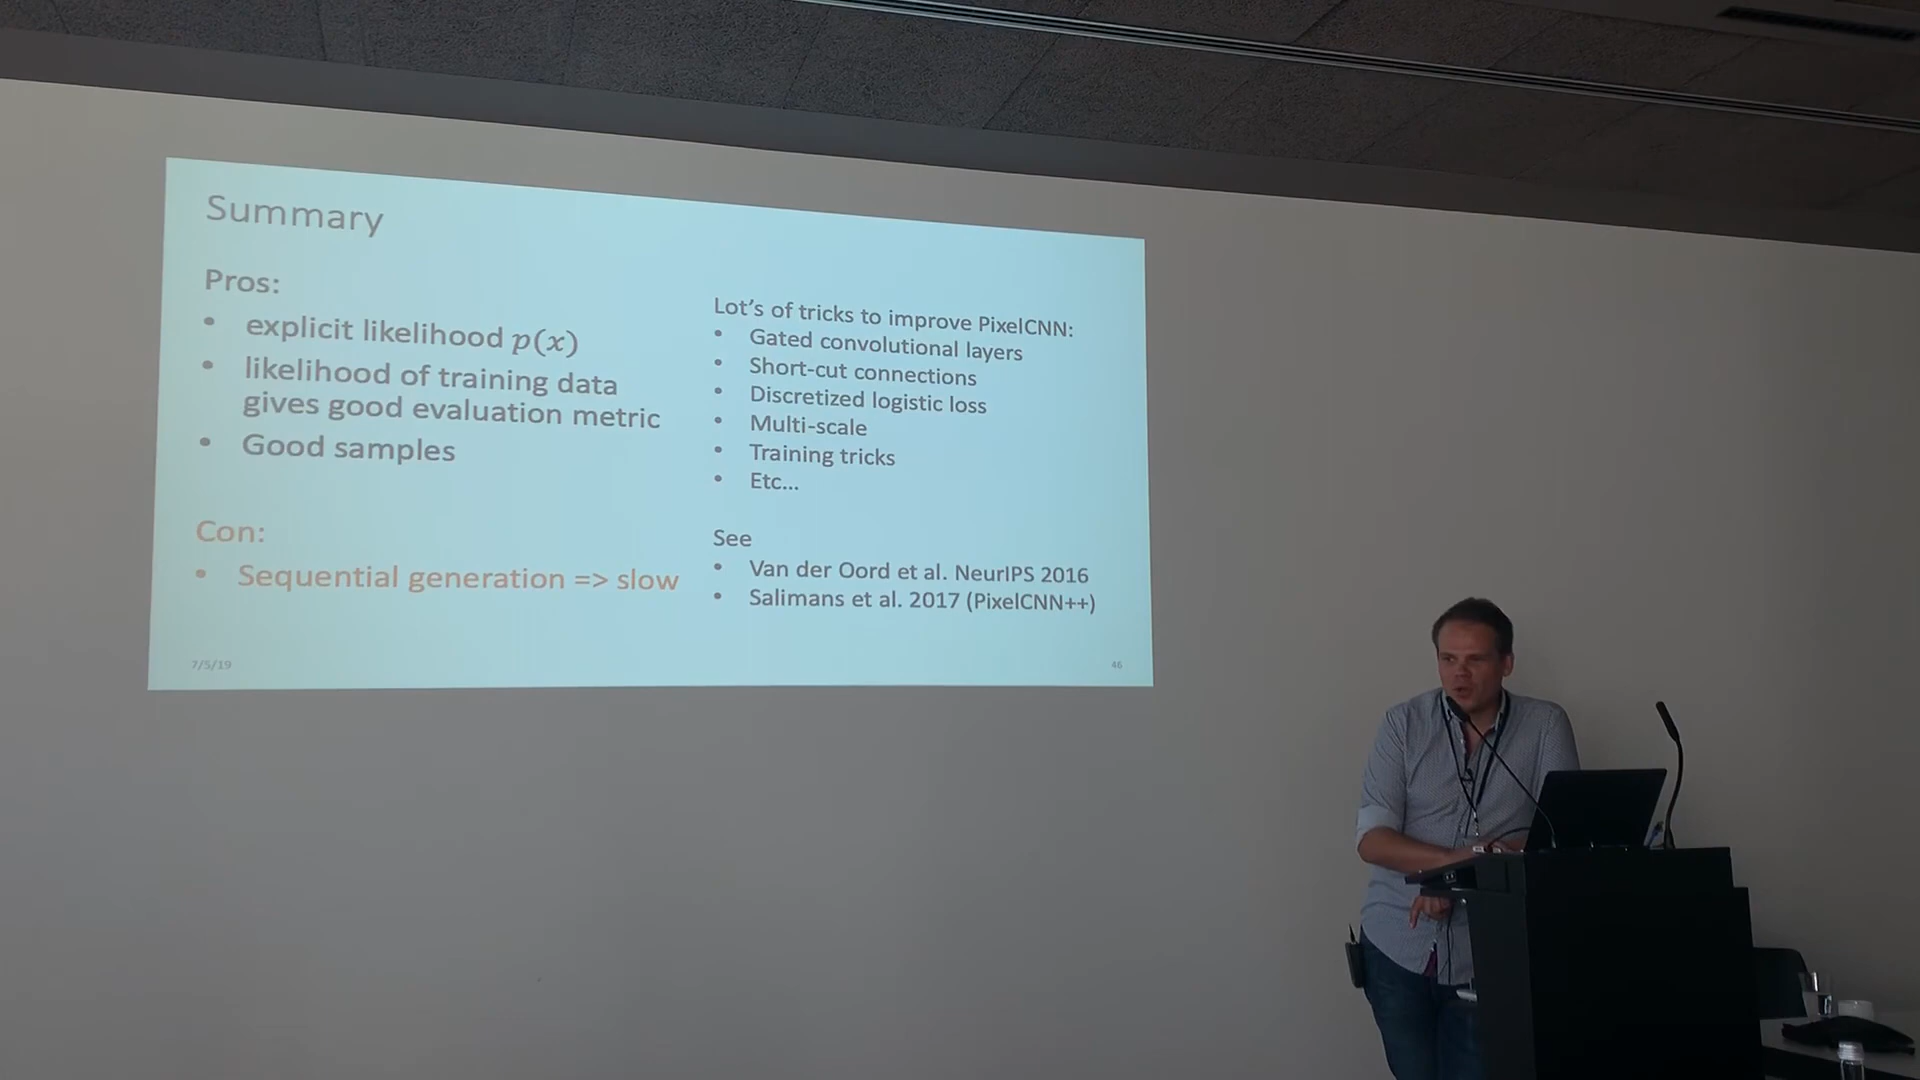 Summary
Pros:
• explicit likelihood p(x)
• likelihood of training data
gives good evaluation metric
• Good samples
Con:
• Sequential generation => slow
Lot's of tricks to improve PixelCNN:
• Gated convolutional layers
• Short-cut connections
• Discretized logistic loss
• Multi-scale
• Training tricks
• Etc...
See
• Van der Oord et al. NeurIPS 2016
• Salimans et al. 2017 (PixelCNN++)
7/5/19
46